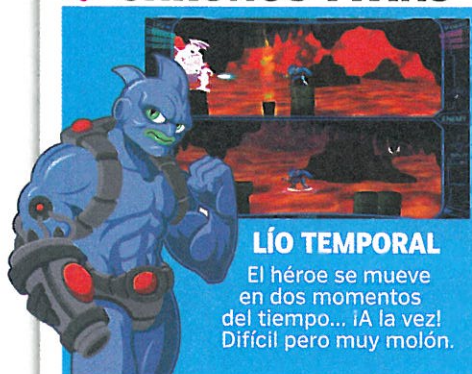 LÍO TEMPORAL
El héroe se mueve
en dos momentos
del tiempo... ¡A la vez!
Difícil pero muy molón.